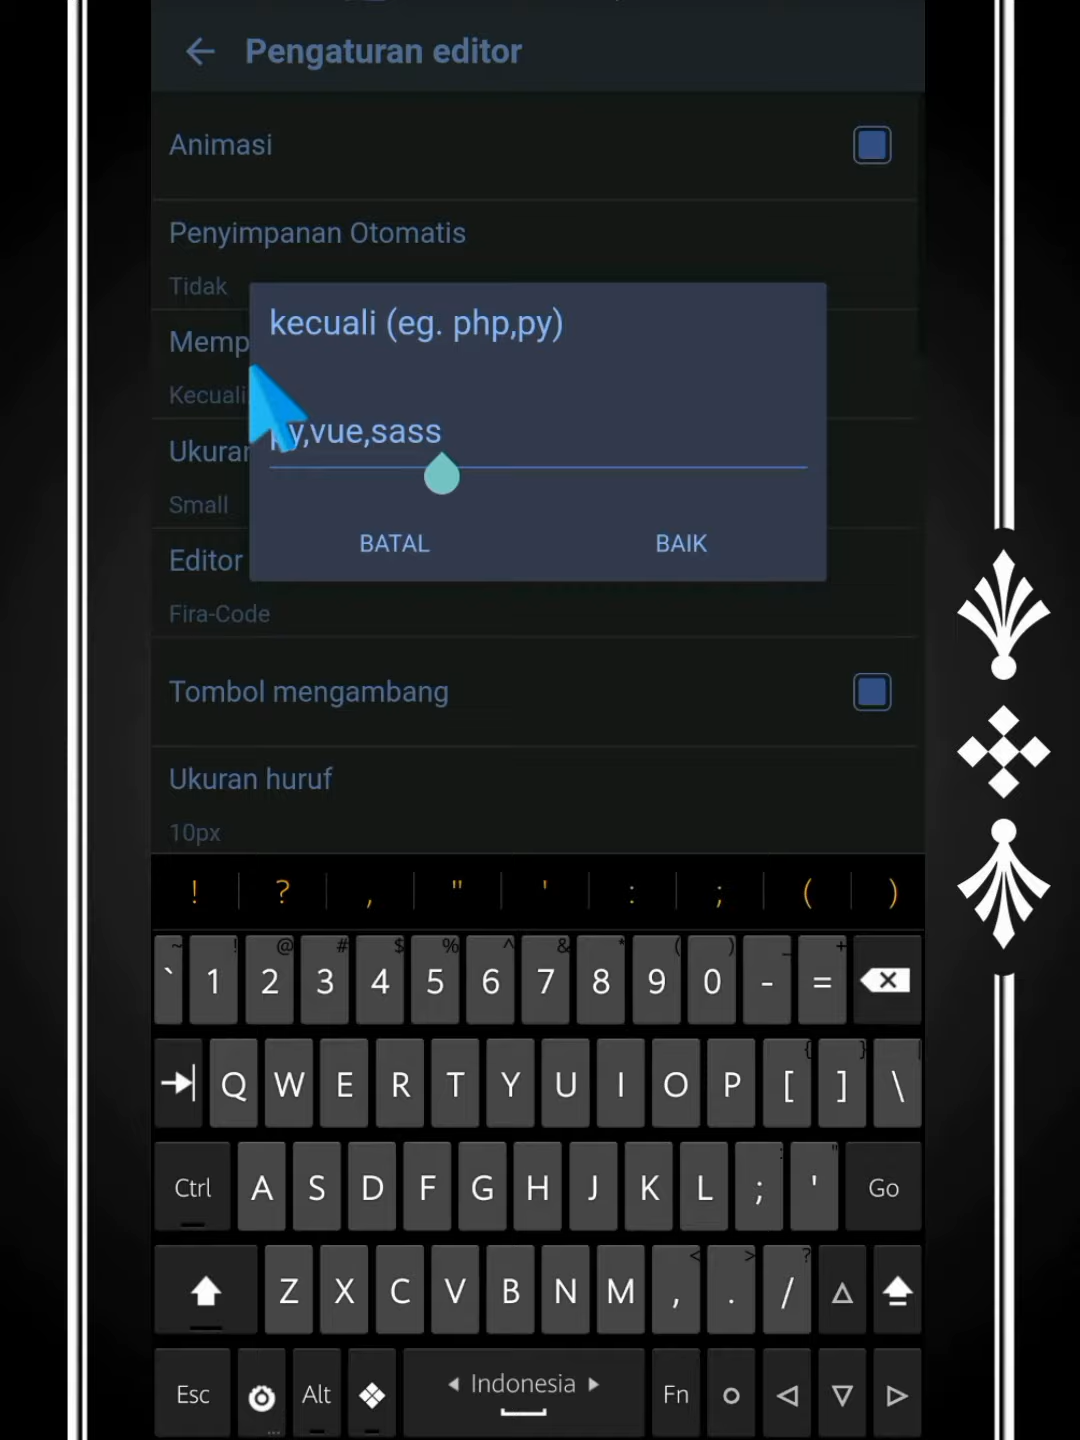 Pengaturan editor
Animasi
Penyimpanan Otomatis
Tidak
kecuali (eg. php,py)
Memp
Kecuali
py,vue,sass
Ukuran
Small
BATAL BAIK
Editor
Fira-Code
Tombol mengambang
Ukuran huruf
10px
! ? , " ' : ; ( )
~ ! @ # $ % ^ & * ( ) _ +
` 1 2 3 4 5 6 7 8 9 0 - =
{ } |
Q W E R T Y U I O P [ ] \
: "
Ctrl A S D F G H J K L ; ' Go
< > ?
Z X C V B N M , . /
Esc Alt Indonesia Fn